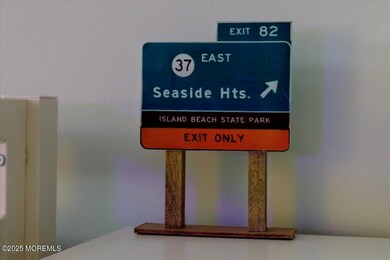 EXIT 82
37 EAST
Seaside Hts.
ISLAND BEACH STATE PARK
EXIT ONLY
©2025 MOREMLS